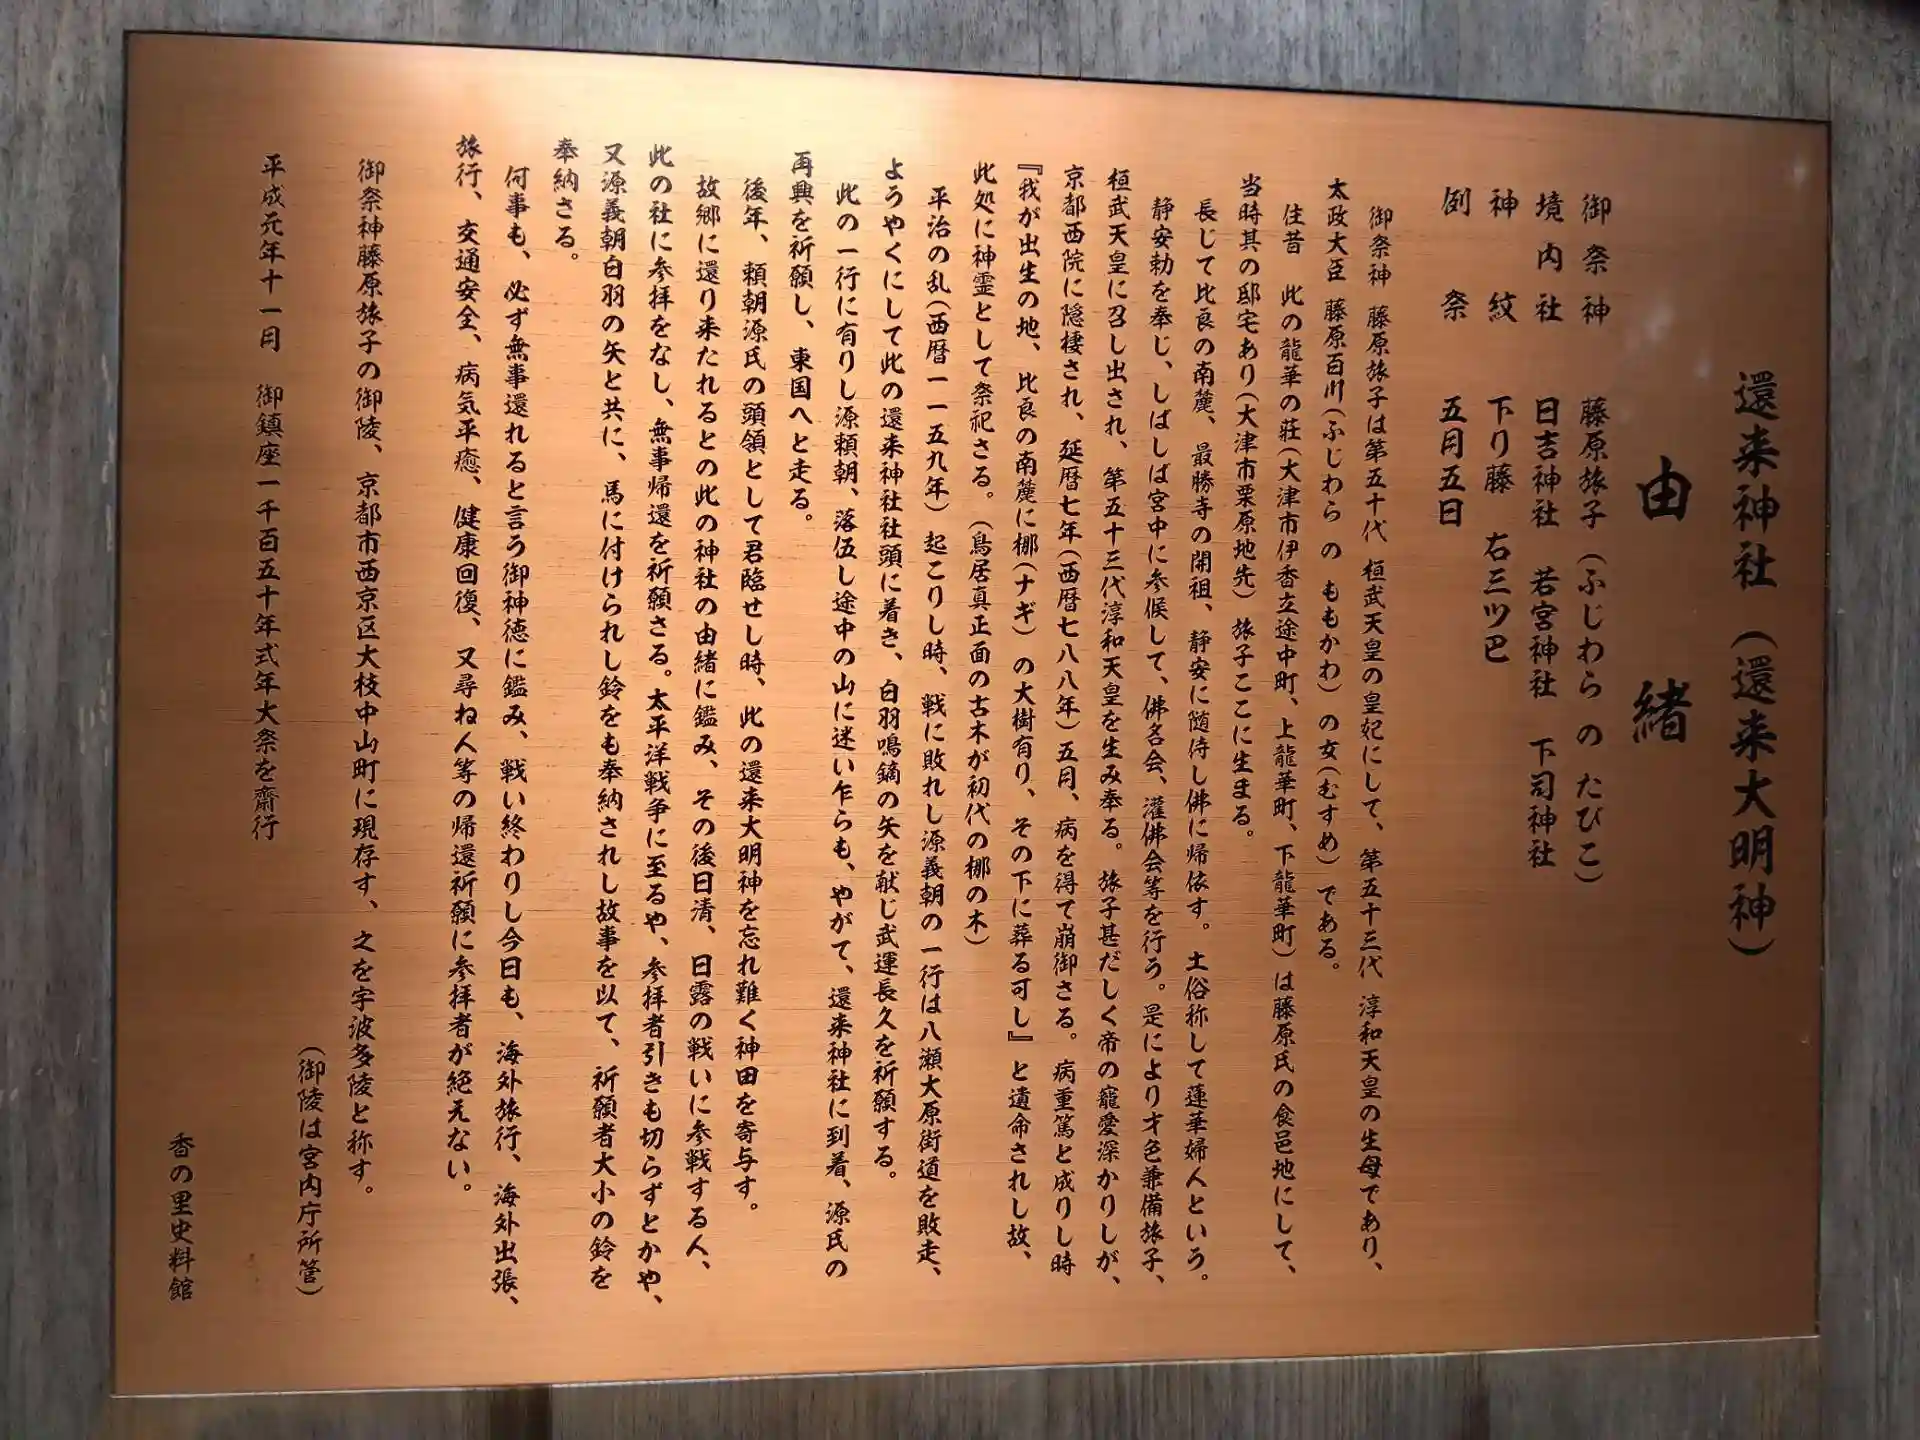 還来神社（還来大明神）
由緒
御祭神　藤原旅子（ふじわら の たびこ）
境内社　日吉神社　若宮神社　下司神社
神紋　下り藤　右三ツ巴
例祭　五月五日
御祭神　藤原旅子は第五十代　桓武天皇の皇妃にして、第五十三代　淳和天皇の生母であり、
太政大臣　藤原百川（ふじわら の ももかわ）の女（むすめ）である。
住昔　此の龍華の荘（大津市伊香立途中町、上龍華町、下龍華町）は藤原氏の食邑地にして、
当時其の邸宅あり（大津市栗原地先）旅子ここに生まる。
長じて比良の南麓、最勝寺の開祖、静安に随侍し佛に帰依す。土俗称して蓮華婦人という。
静安勅を奉じ、しばしば宮中に参候して、佛名会、灌佛会等を行う。是により才色兼備旅子、
桓武天皇に召し出され、第五十三代淳和天皇を生み奉る。旅子甚だしく帝の寵愛深かりしが、
京都西院に隠棲され、延暦七年（西暦七八八年）五月、病を得て崩御さる。病重篤と成りし時
『我が出生の地、比良の南麓に梛（ナギ）の大樹有り、その下に葬る可し』と遺命されし故、
此処に神霊として祭祀さる。（鳥居真正面の古木が初代の梛の木）
平治の乱（西暦一一五九年）起こりし時、戦に敗れし源義朝の一行は八瀬大原街道を敗走、
ようやくにして此の還来神社社頭に着き、白羽鳴鏑の矢を献じ武運長久を祈願する。
此の一行に有りし源頼朝、落伍し途中の山に迷い乍らも、やがて、還来神社に到着、源氏の
再興を祈願し、東国へと走る。
後年、頼朝源氏の頭領として君臨せし時、此の還来大明神を忘れ難く神田を寄与す。
故郷に還り来たれるとの此の神社の由緒に鑑み、その後日清、日露の戦いに参戦する人、
此の社に参拝をなし、無事帰還を祈願さる。太平洋戦争に至るや、参拝者引きも切らずとかや、
又源義朝白羽の矢と共に、馬に付けられし鈴をも奉納されし故事を以て、祈願者大小の鈴を
奉納さる。
何事も、必ず無事還れると言う御神徳に鑑み、戦い終わりし今日も、海外旅行、海外出張、
旅行、交通安全、病気平癒、健康回復、又尋ね人等の帰還祈願に参拝者が絶えない。
御祭神藤原旅子の御陵、京都市西京区大枝中山町に現存す、之を宇波多陵と称す。
（御陵は宮内庁所管）
平成元年十一月　御鎮座一千百五十年式年大祭を齋行
香の里史料館